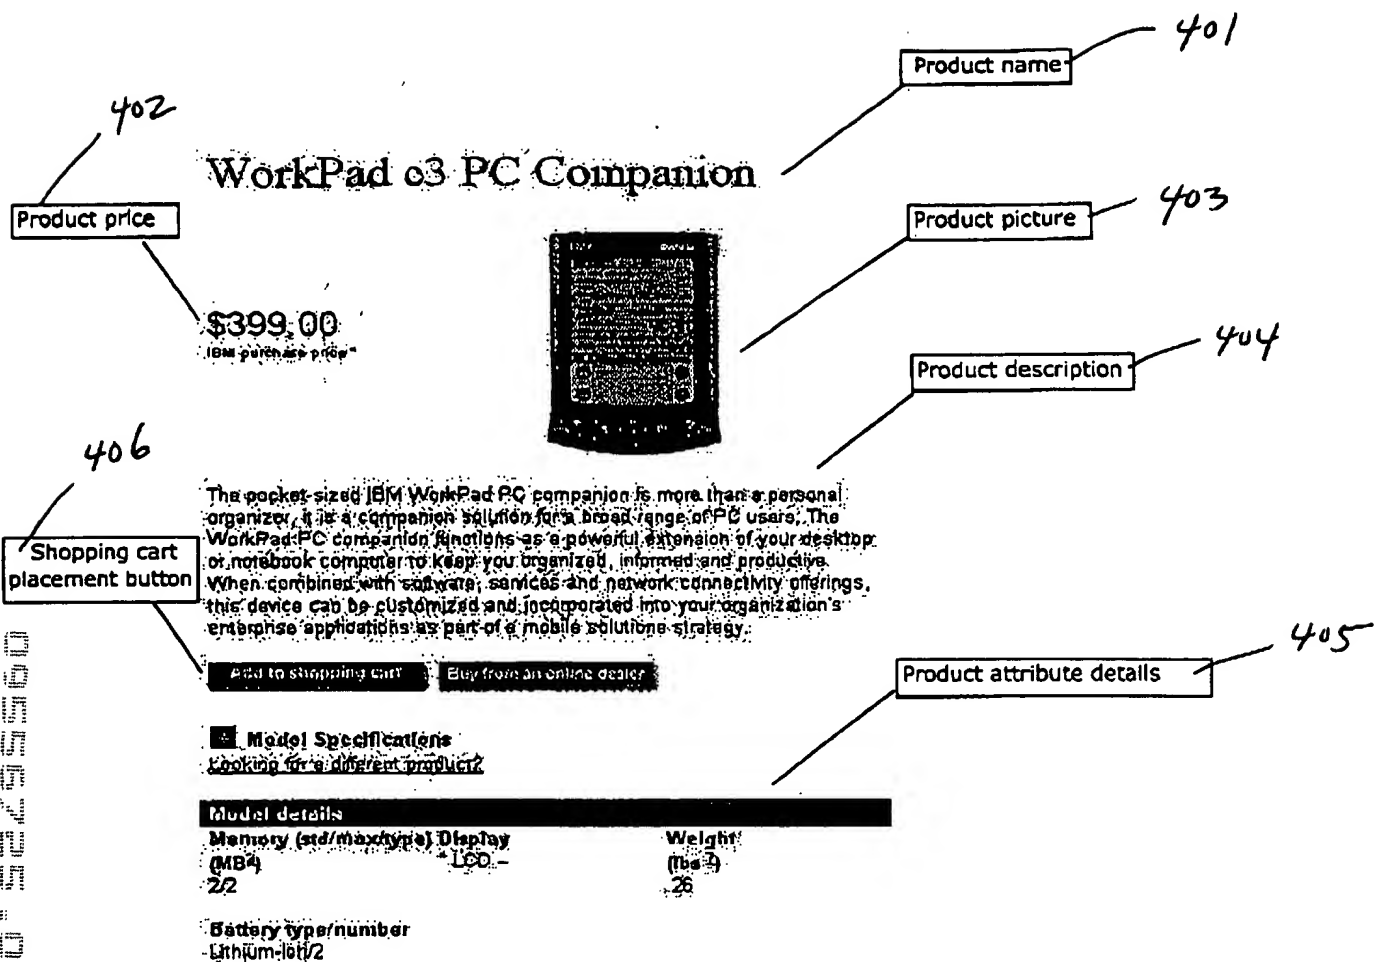 401
Product name
402
WorkPad c3 PC Companion
Product price
Product picture
403
$399.00
IBM purchase price*
404
Product description
406
The pocket-sized IBM WorkPad PC companion is more than a personal
organizer, it is a companion solution for a broad range of PC users. The
WorkPad PC companion functions as a powerful extension of your desktop
or notebook computer to keep you organized, informed and productive.
When combined with software, services and network connectivity offerings,
this device can be customized and incorporated into your organization's
enterprise applications as part of a mobile solutions strategy.
Shopping cart
placement button
405
Add to shopping cart
Buy from an online dealer
Product attribute details
Model Specifications
Looking for a different product?
Model details
Memory (std/max/type) Display Weight
(MB²) LCD – (lbs
2/2 .26
Battery type/number
Lithium-Ion/2